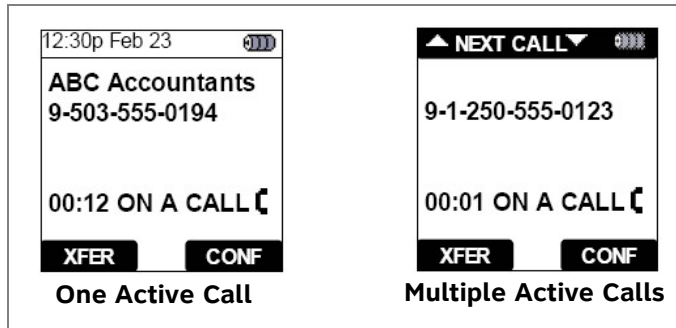 12:30p Feb 23
ABC Accountants
9-503-555-0194
00:12 ON A CALL
XFER CONF
One Active Call
NEXT CALL
9-1-250-555-0123
00:01 ON A CALL
XFER CONF
Multiple Active Calls